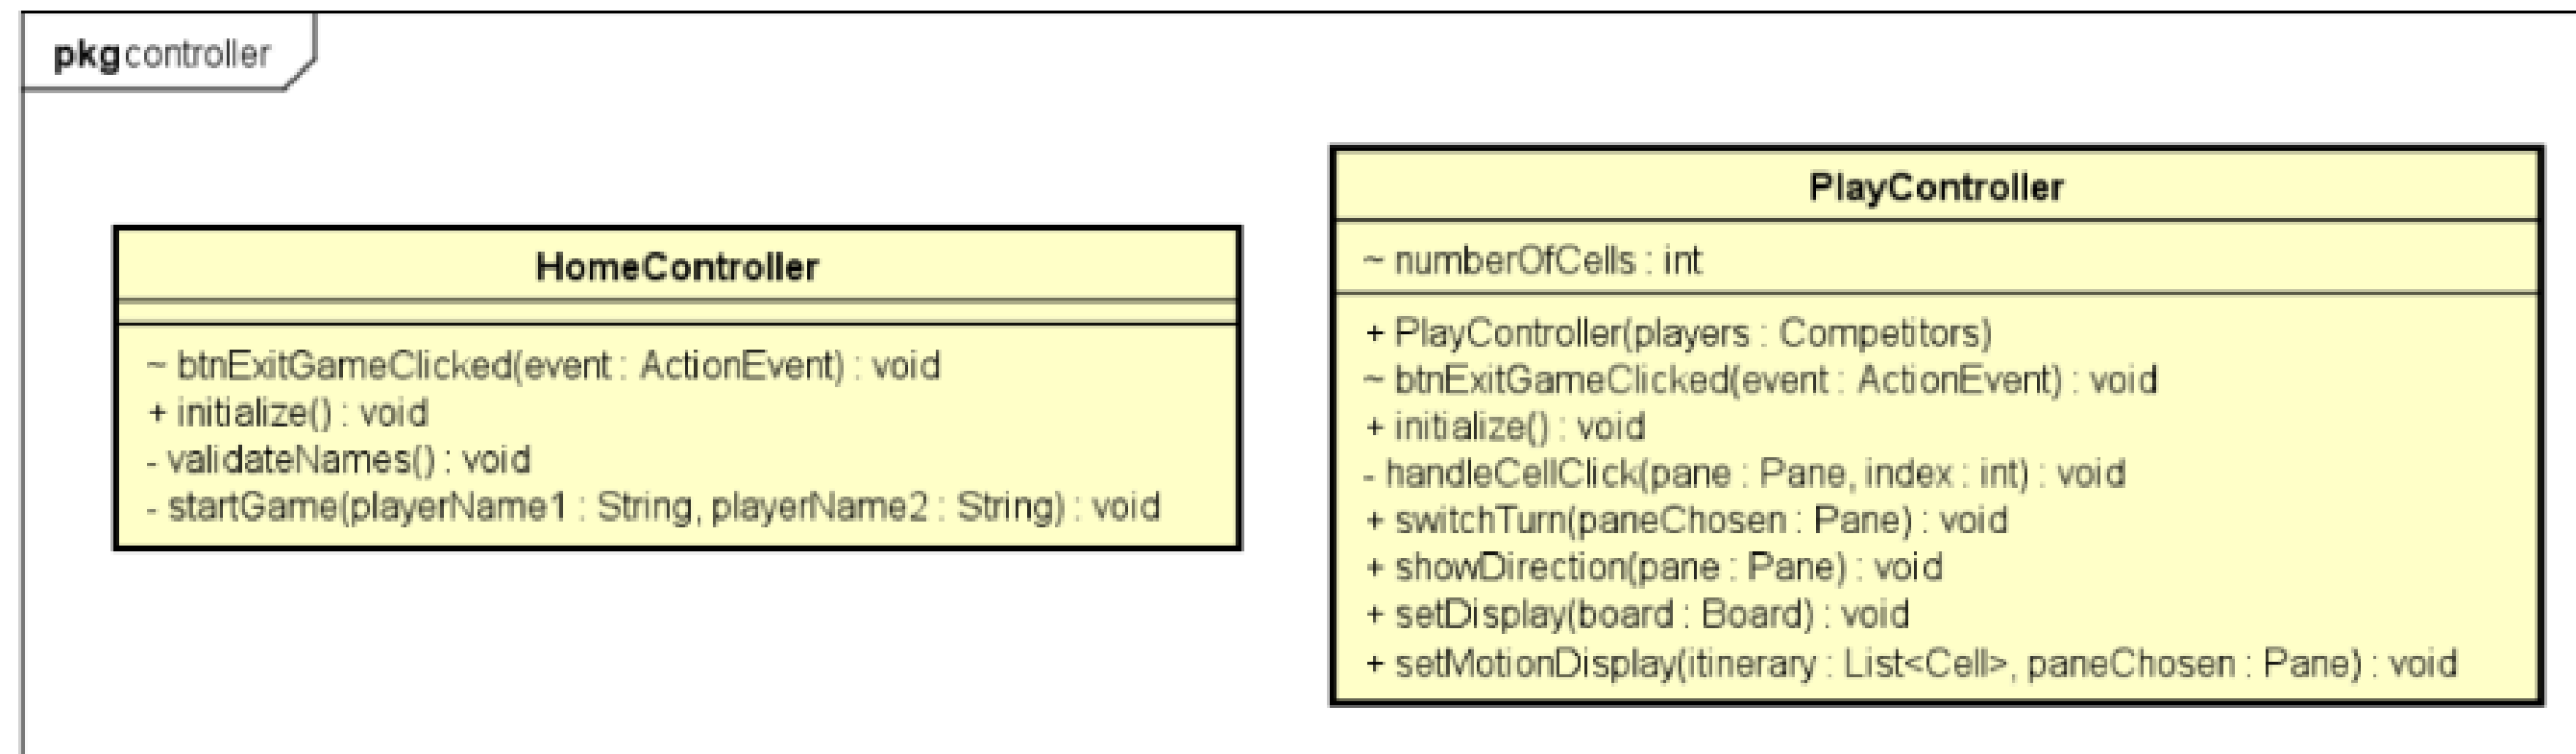 pkg controller
HomeController
~ btnExitGameClicked(event : ActionEvent) : void
+ initialize() : void
- validateNames() : void
- startGame(playerName1 : String, playerName2 : String) : void
PlayController
~ numberOfCells : int
+ PlayController(players : Competitors)
~ btnExitGameClicked(event : ActionEvent) : void
+ initialize() : void
- handleCellClick(pane : Pane, index : int) : void
+ switchTurn(paneChosen : Pane) : void
+ showDirection(pane : Pane) : void
+ setDisplay(board : Board) : void
+ setMotionDisplay(itinerary : List<Cell>, paneChosen : Pane) : void